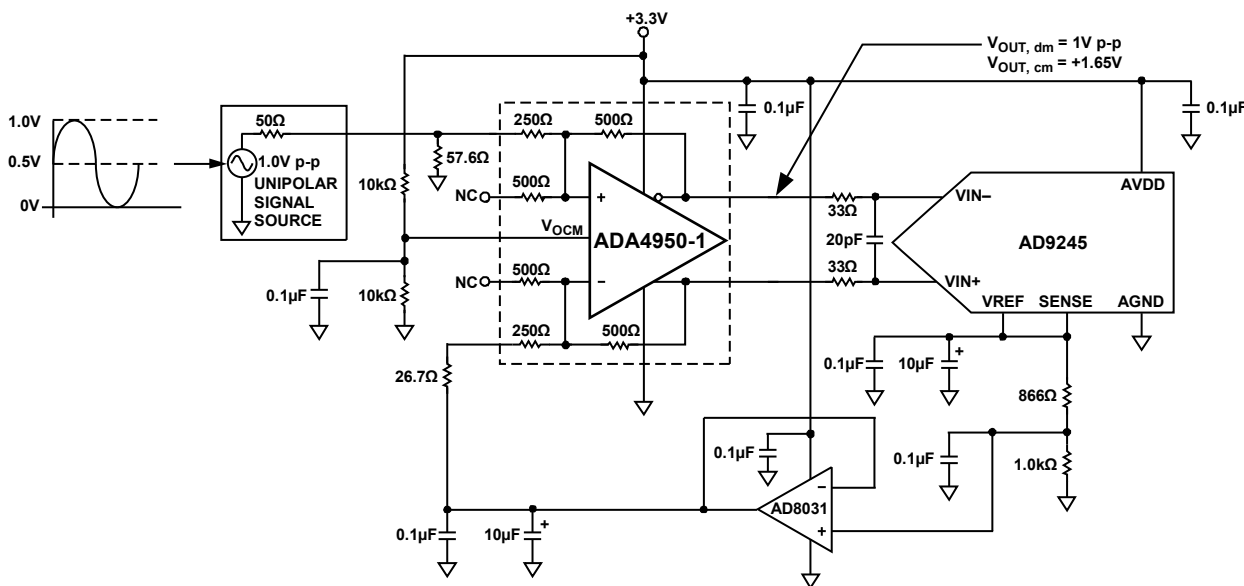 +3.3V
V_OUT, dm = 1V p-p
V_OUT, cm = +1.65V
1.0V
0.5V
0V
50Ω
1.0V p-p
UNIPOLAR
SIGNAL
SOURCE
57.6Ω
10kΩ
10kΩ
0.1µF
250Ω
500Ω
NC
500Ω
+
V_OCM
ADA4950-1
NC
500Ω
−
250Ω
500Ω
0.1µF
0.1µF
33Ω
20pF
33Ω
VIN−
VIN+
AVDD
AD9245
VREF
SENSE
AGND
26.7Ω
0.1µF
10µF
+
866Ω
0.1µF
0.1µF
1.0kΩ
−
AD8031
+
0.1µF
10µF
+